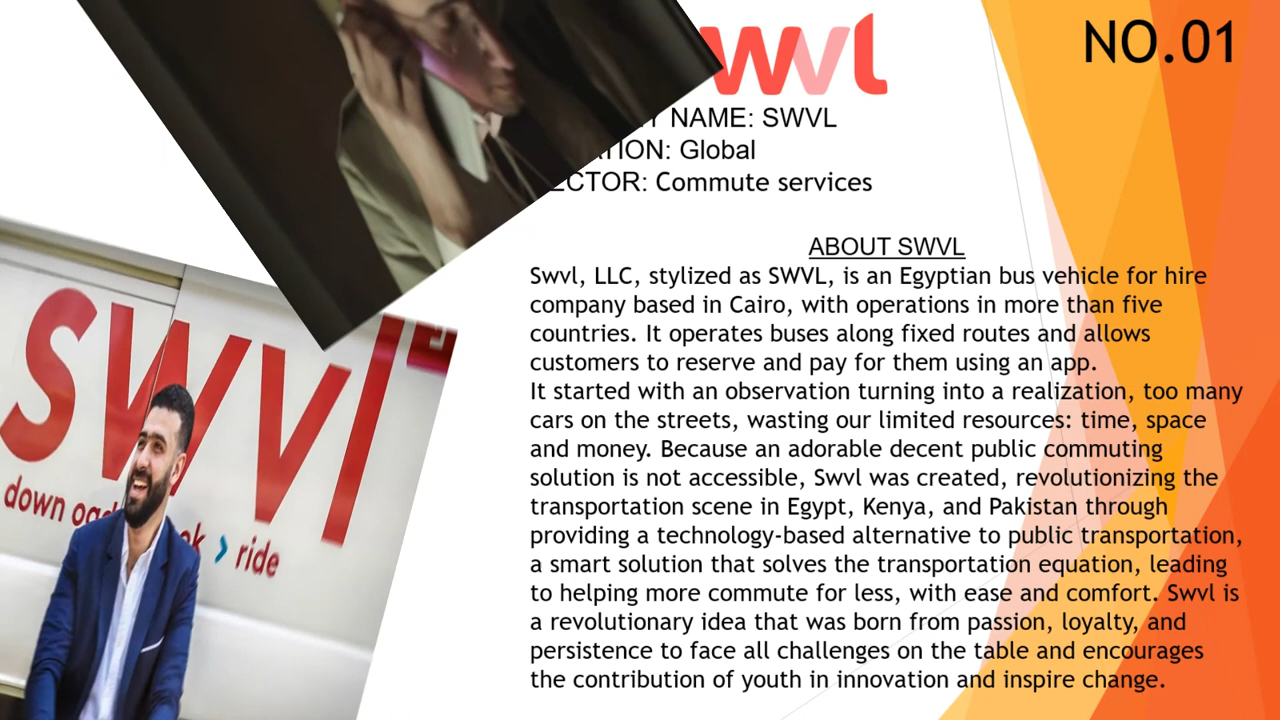 NO.01
wvl
NAME: SWVL
Global
Commute services
ABOUT SWVL
Swvl, LLC, stylized as SWVL, is an Egyptian bus vehicle for hire
company based in Cairo, with operations in more than five
countries. It operates buses along fixed routes and allows
customers to reserve and pay for them using an app.
It started with an observation turning into a realization, too many
cars on the streets, wasting our limited resources: time, space
and money. Because an adorable decent public commuting
solution is not accessible, Swvl was created, revolutionizing the
transportation scene in Egypt, Kenya, and Pakistan through
providing a technology-based alternative to public transportation,
a smart solution that solves the transportation equation, leading
to helping more commute for less, with ease and comfort. Swvl is
a revolutionary idea that was born from passion, loyalty, and
persistence to face all challenges on the table and encourages
the contribution of youth in innovation and inspire change.
swvl
down
ride